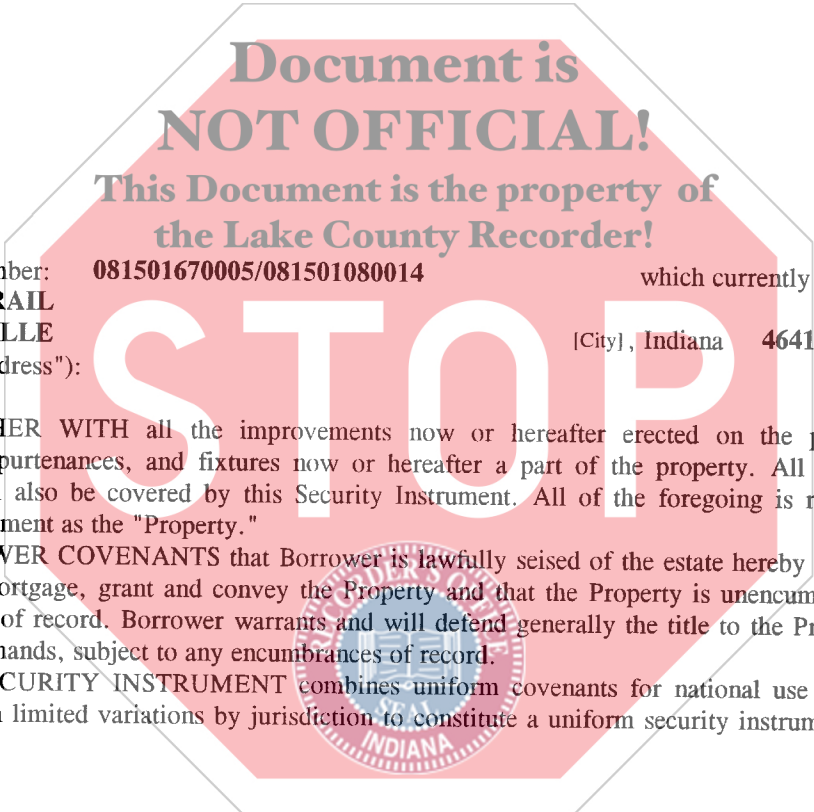 Document is
NOT OFFICIAL!
This Document is the property of
the Lake County Recorder!
mber: 081501670005/081501080014 which currently
RAIL
LLE [City], Indiana 4641
dress"):
STOP
HER WITH all the improvements now or hereafter erected on the p
purtenances, and fixtures now or hereafter a part of the property. All
also be covered by this Security Instrument. All of the foregoing is r
ment as the "Property."
WER COVENANTS that Borrower is lawfully seised of the estate hereby
ortgage, grant and convey the Property and that the Property is unencum
of record. Borrower warrants and will defend generally the title to the Pr
mands, subject to any encumbrances of record.
CURITY INSTRUMENT combines uniform covenants for national use
limited variations by jurisdiction to constitute a uniform security instrum
RECORDER'S OFFICE
SEAL
INDIANA